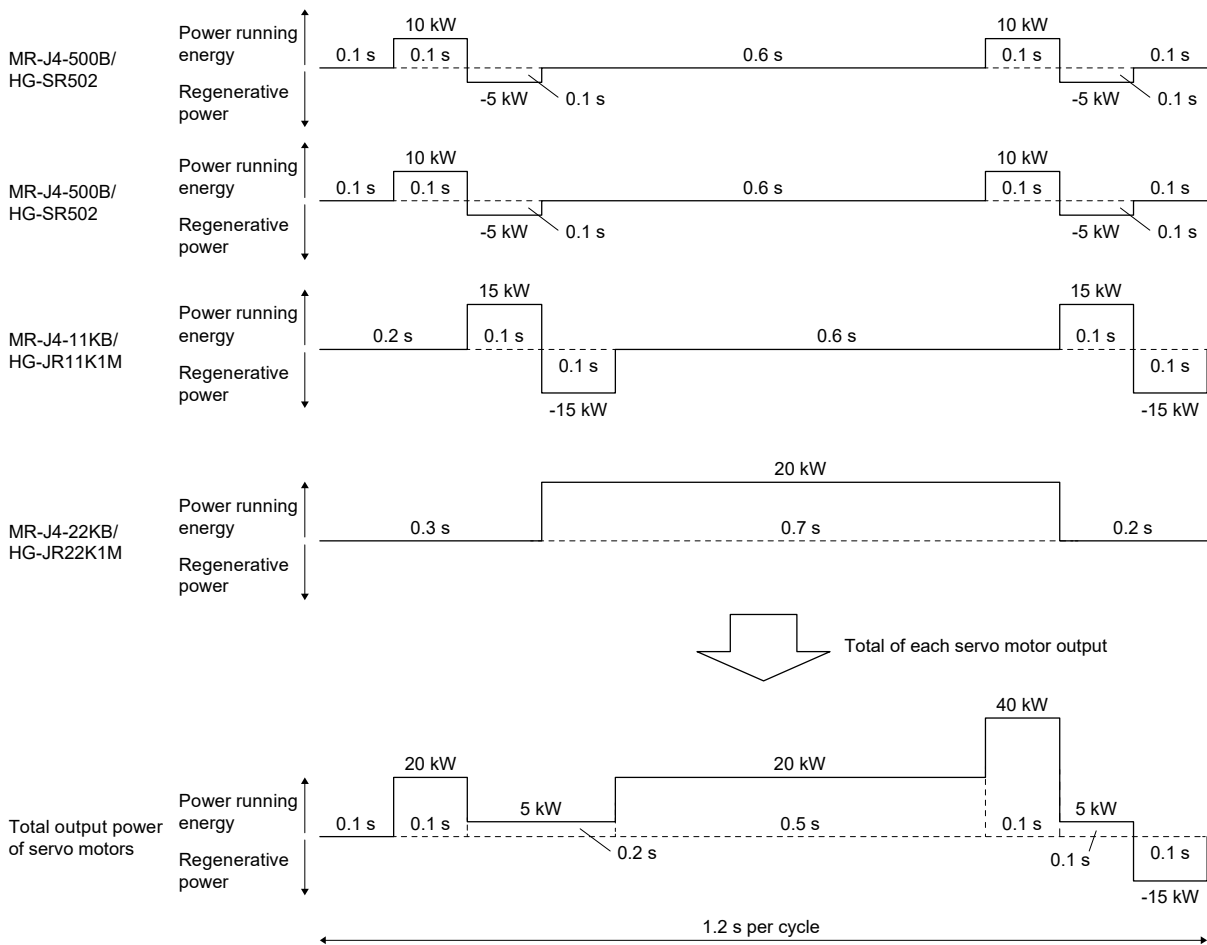 MR-J4-500B/
HG-SR502
Power running
energy
Regenerative
power
0.1 s
10 kW
0.1 s
-5 kW
0.1 s
0.6 s
10 kW
0.1 s
-5 kW
0.1 s
0.1 s
MR-J4-500B/
HG-SR502
Power running
energy
Regenerative
power
0.1 s
10 kW
0.1 s
-5 kW
0.1 s
0.6 s
10 kW
0.1 s
-5 kW
0.1 s
0.1 s
MR-J4-11KB/
HG-JR11K1M
Power running
energy
Regenerative
power
0.2 s
15 kW
0.1 s
0.1 s
-15 kW
0.6 s
15 kW
0.1 s
0.1 s
-15 kW
MR-J4-22KB/
HG-JR22K1M
Power running
energy
Regenerative
power
0.3 s
20 kW
0.7 s
0.2 s
Total of each servo motor output
Total output power
of servo motors
Power running
energy
Regenerative
power
0.1 s
20 kW
0.1 s
5 kW
0.2 s
20 kW
0.5 s
40 kW
0.1 s
5 kW
0.1 s
0.1 s
-15 kW
1.2 s per cycle